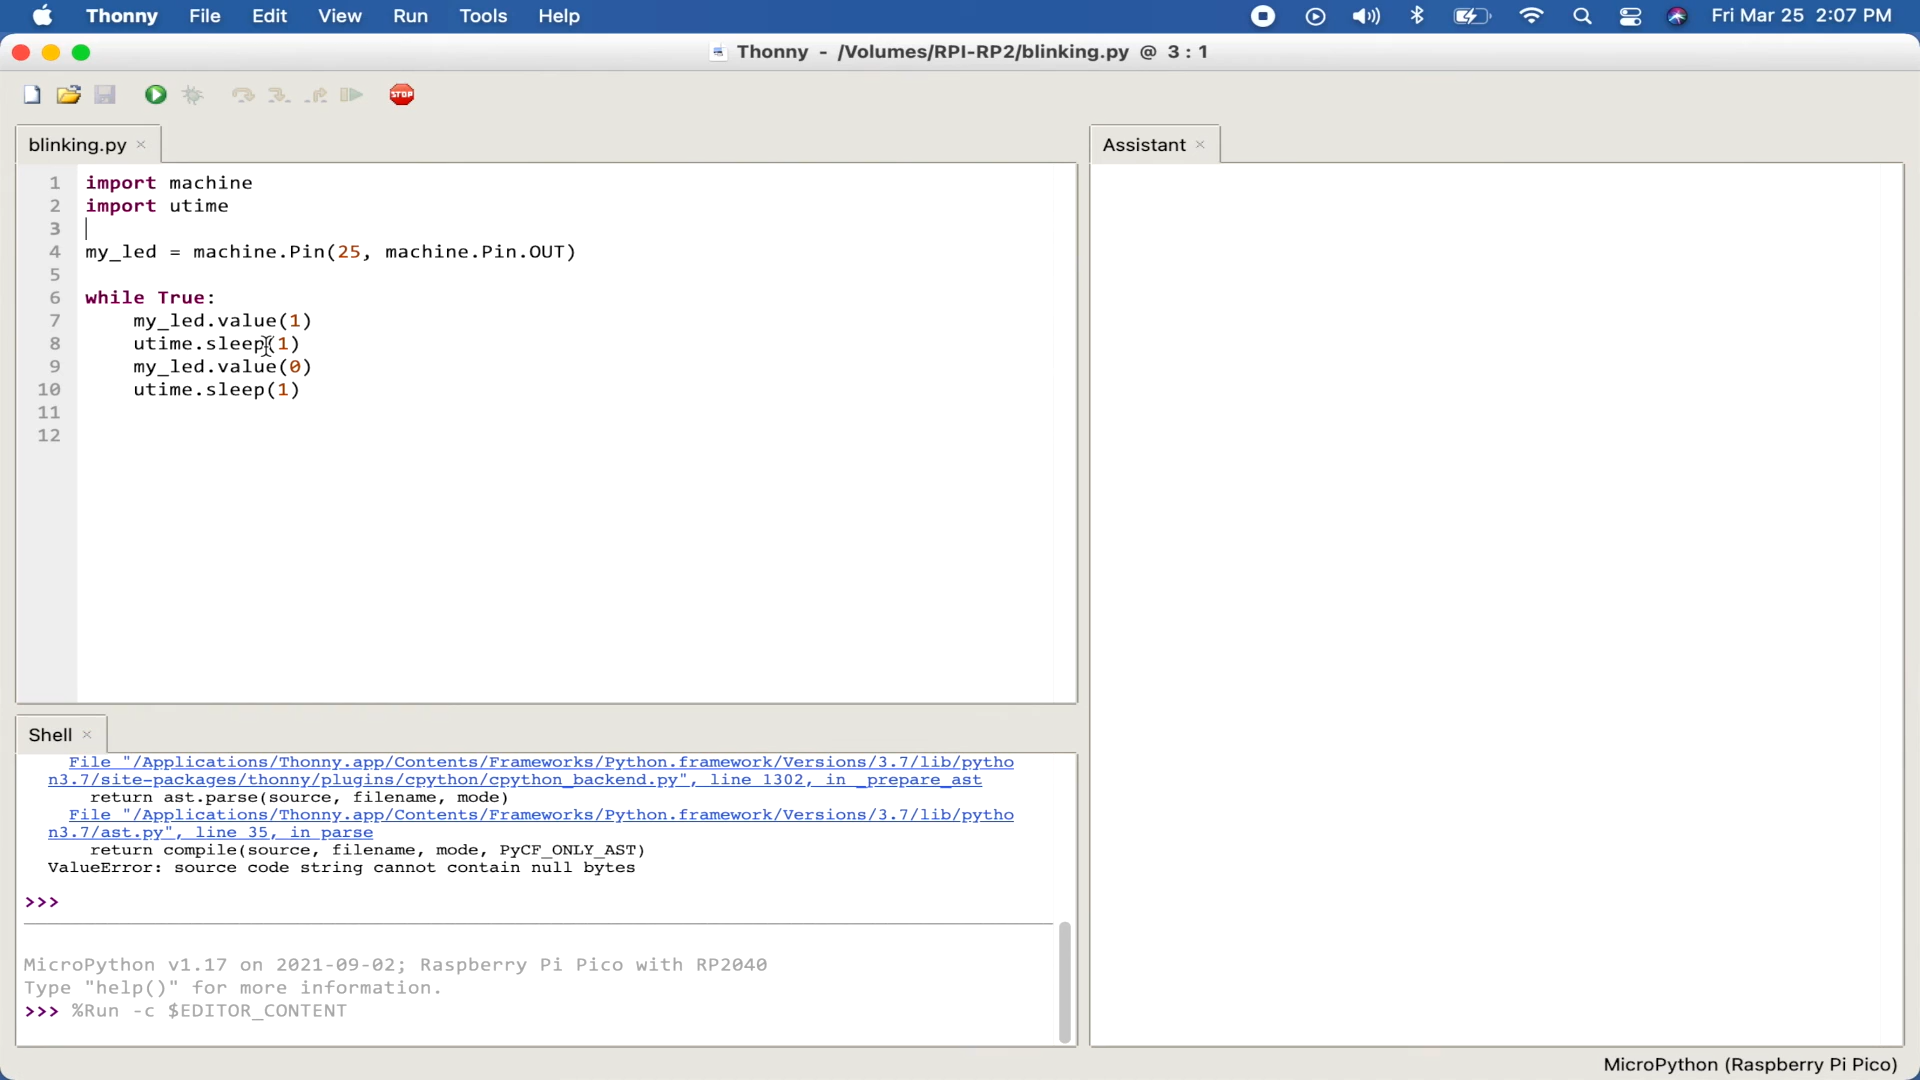 Thonny File Edit View Run Tools Help Fri Mar 25 2:07 PM
Thonny - /Volumes/RPI-RP2/blinking.py @ 3 : 1
STOP
blinking.py ×
Assistant ×
1 import machine
2 import utime
3
4 my_led = machine.Pin(25, machine.Pin.OUT)
5
6 while True:
7 my_led.value(1)
8 utime.sleep(1)
9 my_led.value(0)
10 utime.sleep(1)
11
12
Shell ×
File "/Applications/Thonny.app/Contents/Frameworks/Python.framework/Versions/3.7/lib/pytho
n3.7/site-packages/thonny/plugins/cpython/cpython_backend.py", line 1302, in _prepare_ast
return ast.parse(source, filename, mode)
File "/Applications/Thonny.app/Contents/Frameworks/Python.framework/Versions/3.7/lib/pytho
n3.7/ast.py", line 35, in parse
return compile(source, filename, mode, PyCF_ONLY_AST)
ValueError: source code string cannot contain null bytes
>>>
MicroPython v1.17 on 2021-09-02; Raspberry Pi Pico with RP2040
Type "help()" for more information.
>>> %Run -c $EDITOR_CONTENT
MicroPython (Raspberry Pi Pico)